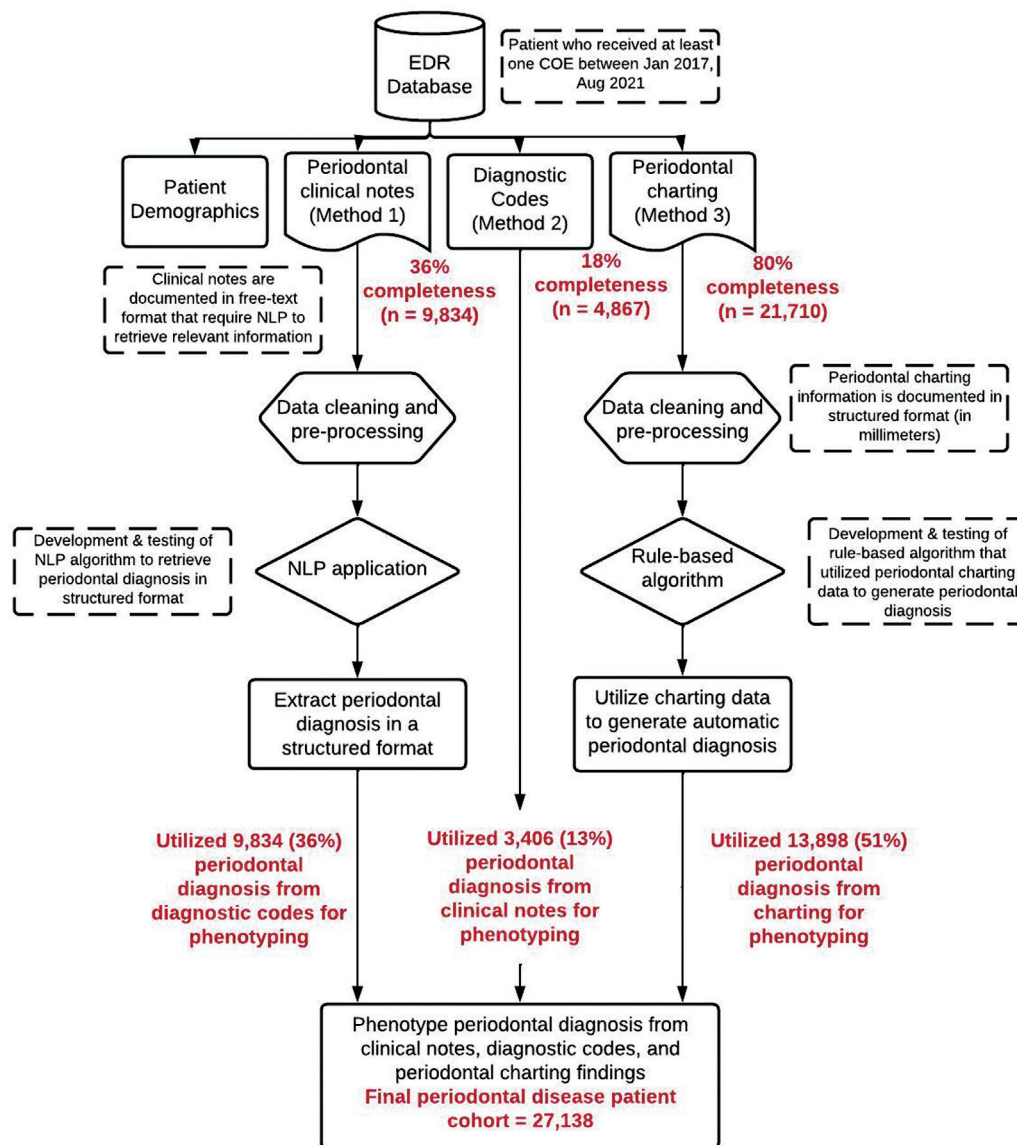 EDR
Database
Patient who received at least
one COE between Jan 2017,
Aug 2021
Patient
Demographics
Periodontal
clinical notes
(Method 1)
Diagnostic
Codes
(Method 2)
Periodontal
charting
(Method 3)
Clinical notes are
documented in free-text
format that require NLP to
retrieve relevant information
36%
completeness
(n = 9,834)
18%
completeness
(n = 4,867)
80%
completeness
(n = 21,710)
Data cleaning and
pre-processing
Data cleaning and
pre-processing
Periodontal charting
information is documented in
structured format (in
millimeters)
Development & testing of
NLP algorithm to retrieve
periodontal diagnosis in
structured format
NLP application
Rule-based
algorithm
Development & testing of
rule-based algorithm that
utilized periodontal charting
data to generate periodontal
diagnosis
Extract periodontal
diagnosis in a
structured format
Utilize charting data
to generate automatic
periodontal diagnosis
Utilized 9,834 (36%)
periodontal
diagnosis from
diagnostic codes for
phenotyping
Utilized 3,406 (13%)
periodontal
diagnosis from
clinical notes for
phenotyping
Utilized 13,898 (51%)
periodontal
diagnosis from
charting for
phenotyping
Phenotype periodontal diagnosis from
clinical notes, diagnostic codes, and
periodontal charting findings
Final periodontal disease patient
cohort = 27,138